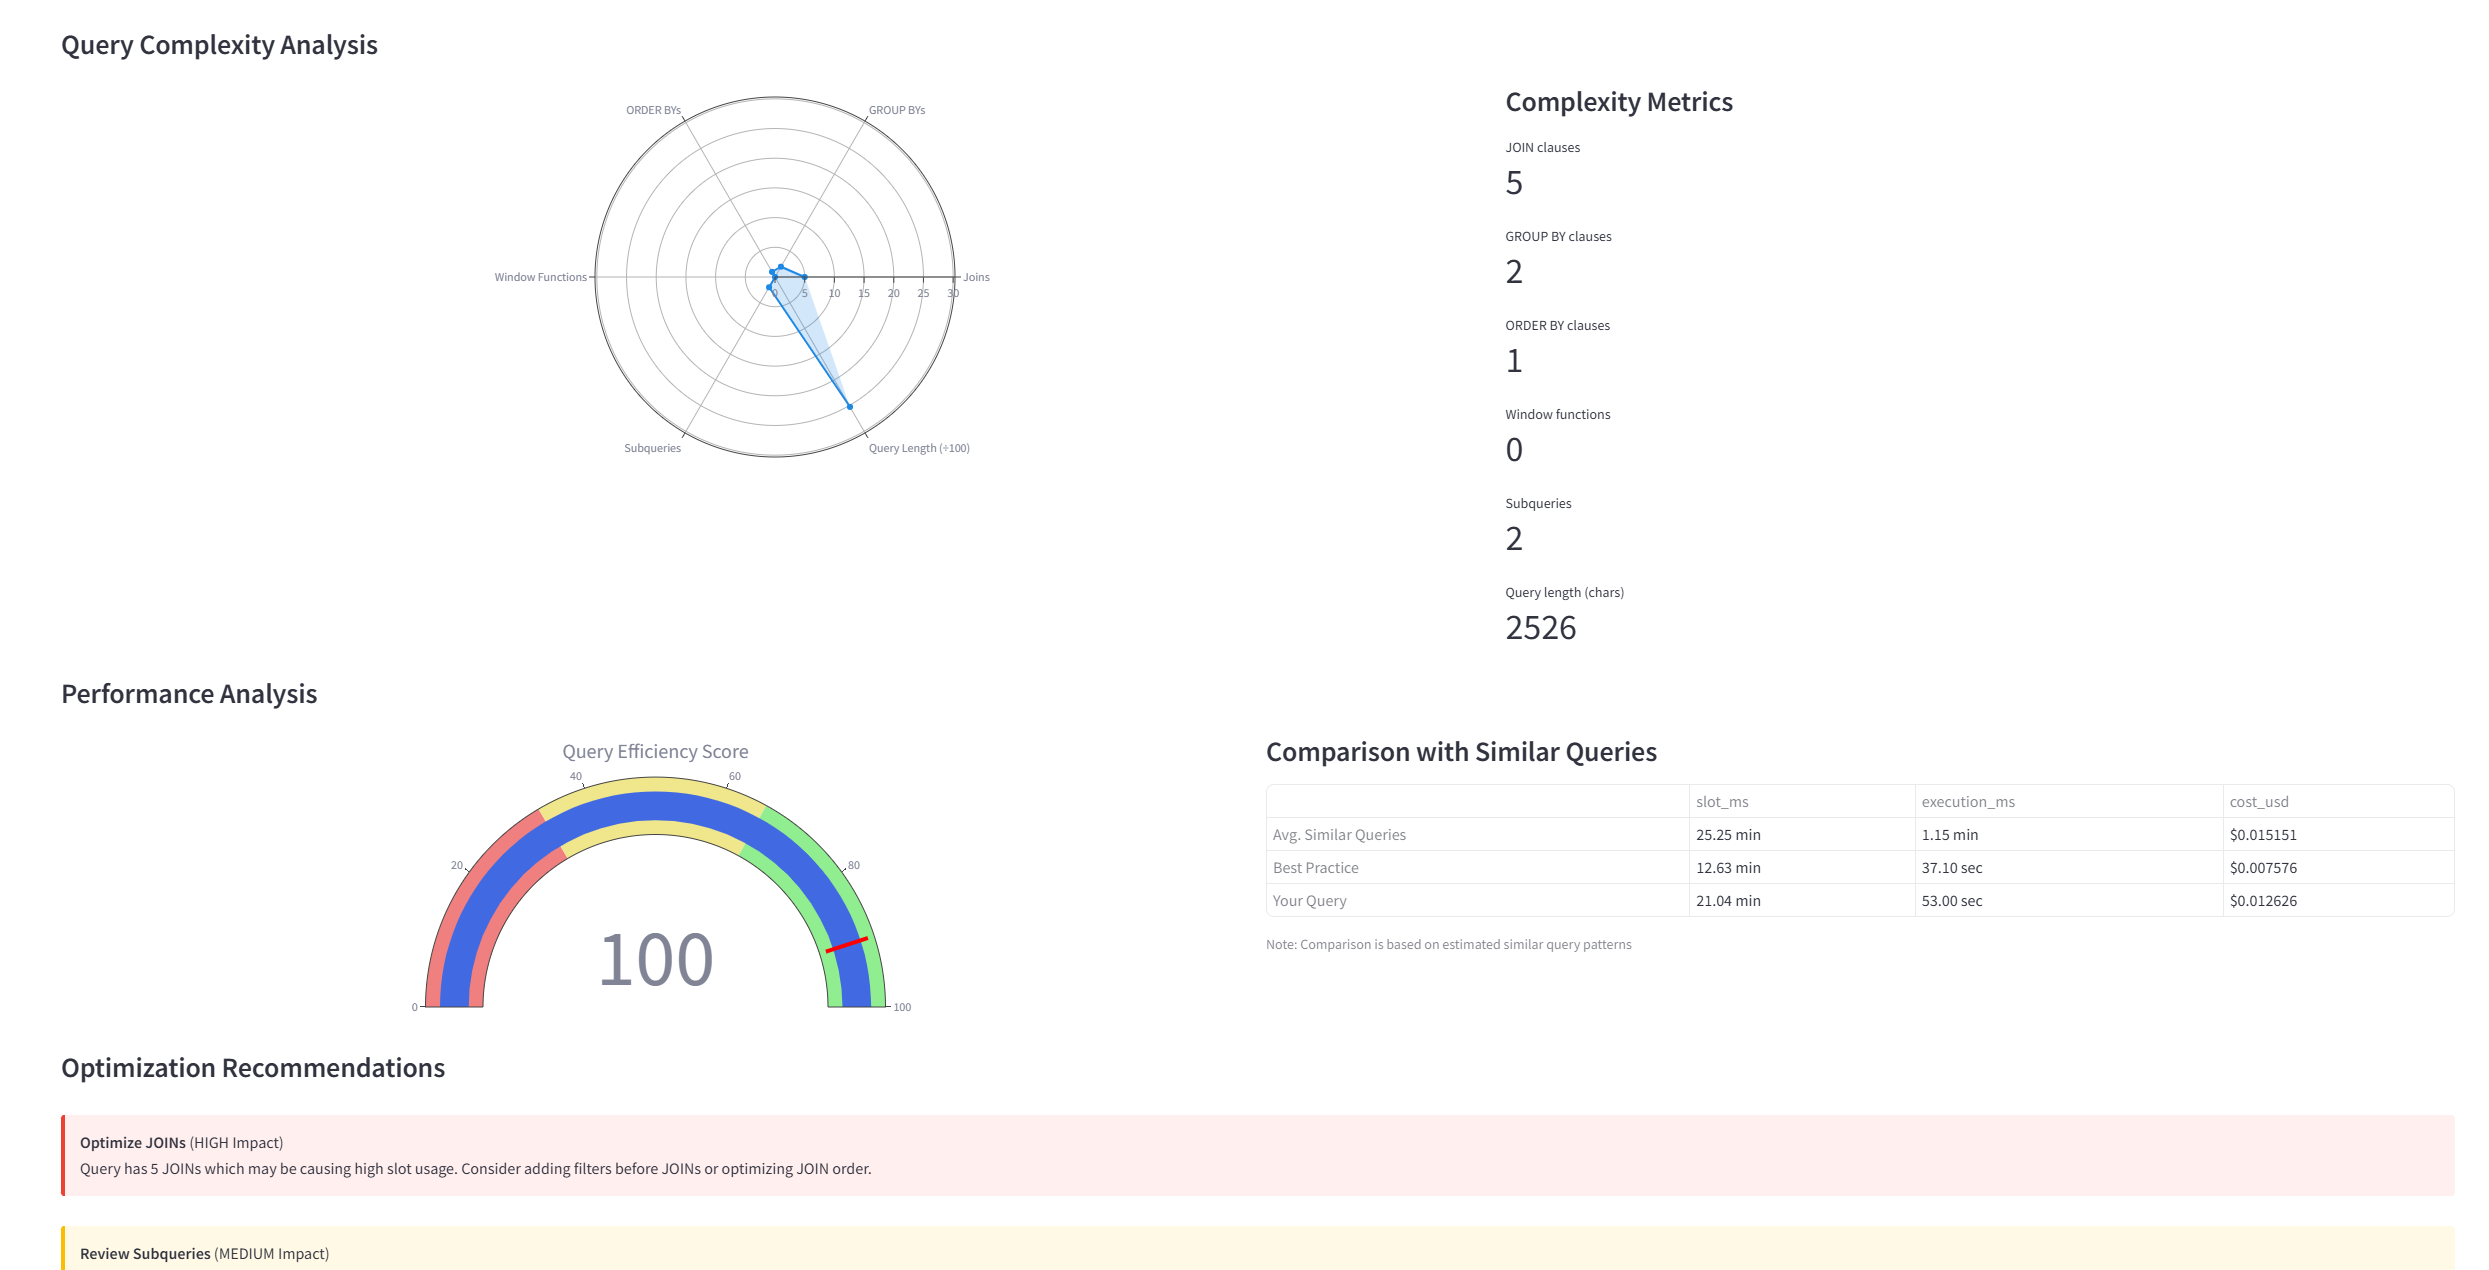 Query Complexity Analysis
ORDER BYs
GROUP BYs
Window Functions
Joins
0 5 10 15 20 25 30
Subqueries
Query Length (÷100)
Complexity Metrics
JOIN clauses
5
GROUP BY clauses
2
ORDER BY clauses
1
Window functions
0
Subqueries
2
Query length (chars)
2526
Performance Analysis
Query Efficiency Score
0
20
40
60
80
100
100
Comparison with Similar Queries
slot_ms execution_ms cost_usd
Avg. Similar Queries 25.25 min 1.15 min $0.015151
Best Practice 12.63 min 37.10 sec $0.007576
Your Query 21.04 min 53.00 sec $0.012626
Note: Comparison is based on estimated similar query patterns
Optimization Recommendations
Optimize JOINs (HIGH Impact)
Query has 5 JOINs which may be causing high slot usage. Consider adding filters before JOINs or optimizing JOIN order.
Review Subqueries (MEDIUM Impact)